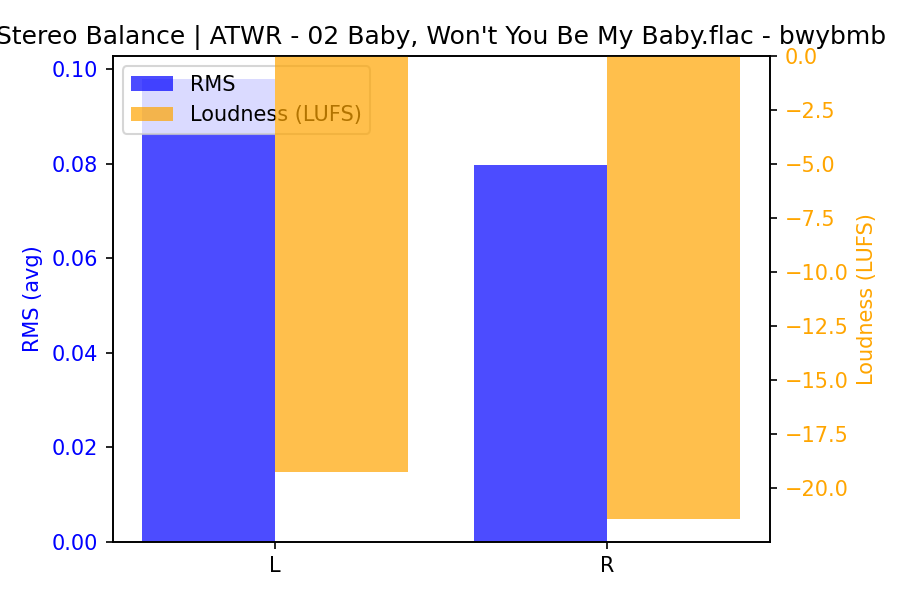 Stereo Balance | ATWR - 02 Baby, Won't You Be My Baby.flac - bwybmb
RMS
Loudness (LUFS)
RMS (avg)
0.10
0.08
0.06
0.04
0.02
0.00
L
R
0.0
−2.5
−5.0
−7.5
−10.0
−12.5
−15.0
−17.5
−20.0
Loudness (LUFS)